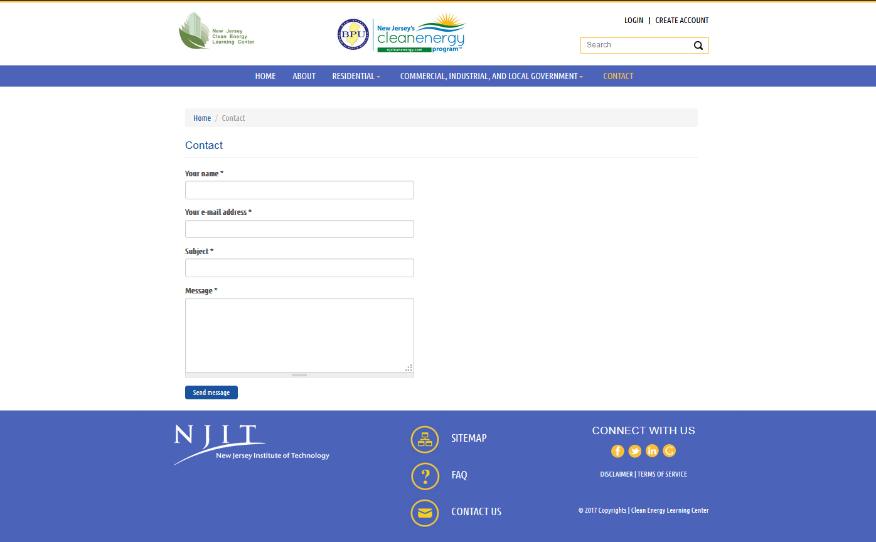 New Jersey
Clean Energy
Learning Center
BPU
New Jersey's
cleanenergy
njcleanenergy.com
program™
LOGIN | CREATE ACCOUNT
Search
HOME ABOUT RESIDENTIAL COMMERCIAL, INDUSTRIAL, AND LOCAL GOVERNMENT CONTACT
Home / Contact
Contact
Your name *
Your e-mail address *
Subject *
Message *
Send message
NJIT
New Jersey Institute of Technology
SITEMAP
FAQ
CONTACT US
CONNECT WITH US
DISCLAIMER | TERMS OF SERVICE
© 2017 Copyrights | Clean Energy Learning Center